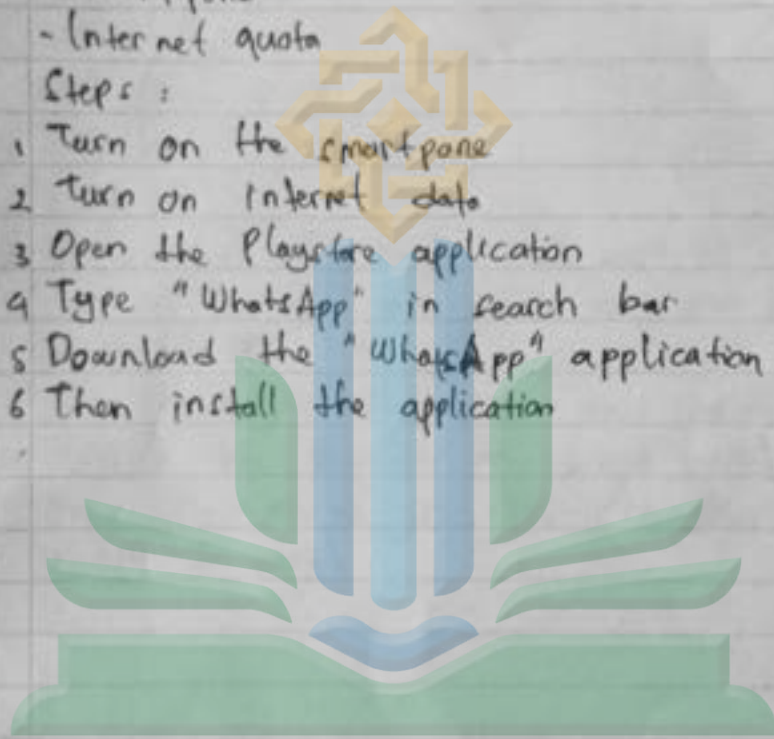 - Internet quota
Steps :
1 Turn on the smartpone
2 Turn on internet data
3 Open the Playstore application
4 Type "WhatsApp" in search bar
5 Download the "WhatsApp" application
6 Then install the application